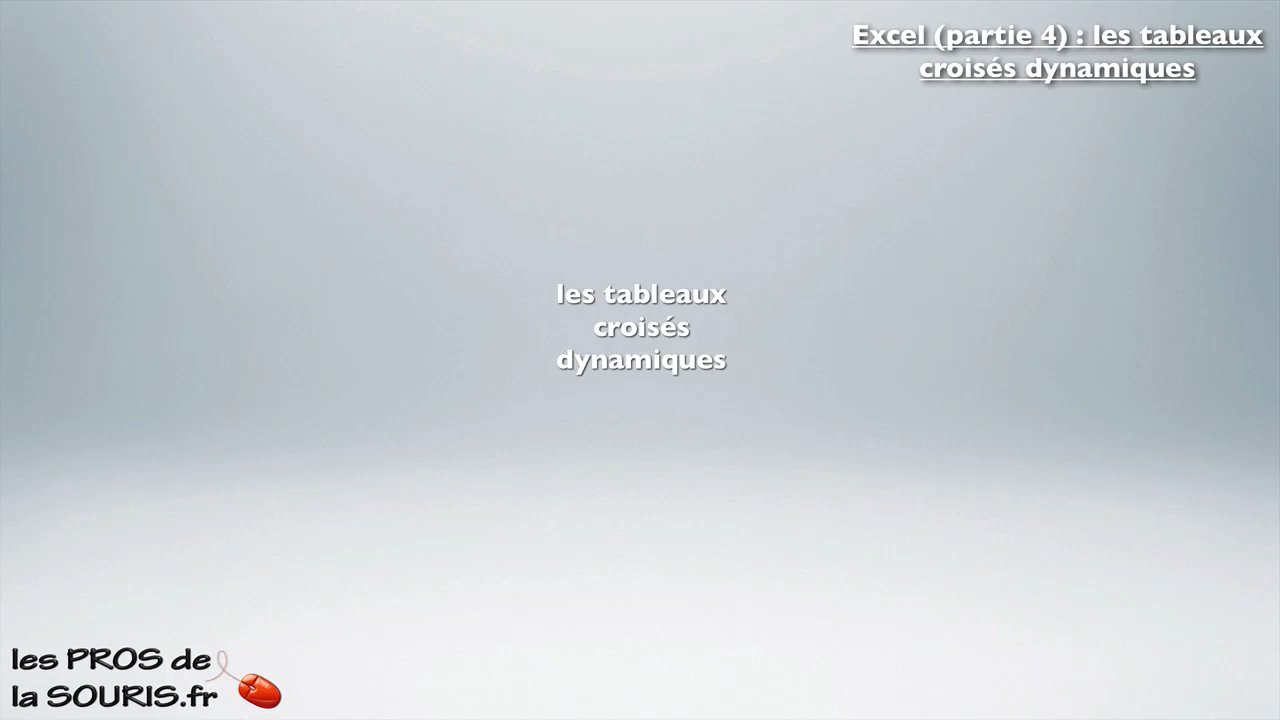 Excel (partie 4) : les tableaux
croisés dynamiques
les tableaux
croisés
dynamiques
les PROS de
la SOURIS.fr